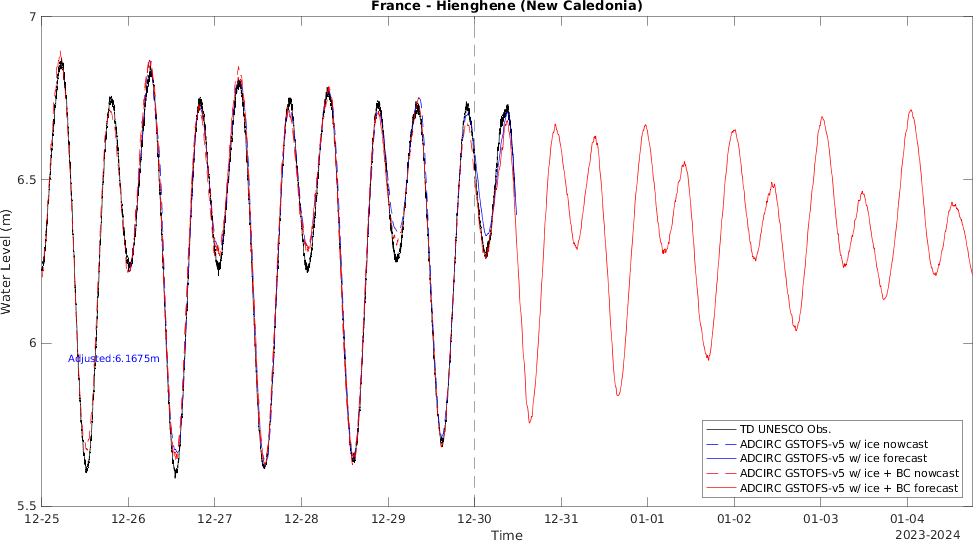 France - Hienghene (New Caledonia)
7
6.5
6
5.5
Water Level (m)
Adjusted:6.1675m
TD UNESCO Obs.
ADCIRC GSTOFS-v5 w/ ice nowcast
ADCIRC GSTOFS-v5 w/ ice forecast
ADCIRC GSTOFS-v5 w/ ice + BC nowcast
ADCIRC GSTOFS-v5 w/ ice + BC forecast
12-25 12-26 12-27 12-28 12-29 12-30 12-31 01-01 01-02 01-03 01-04
Time
2023-2024